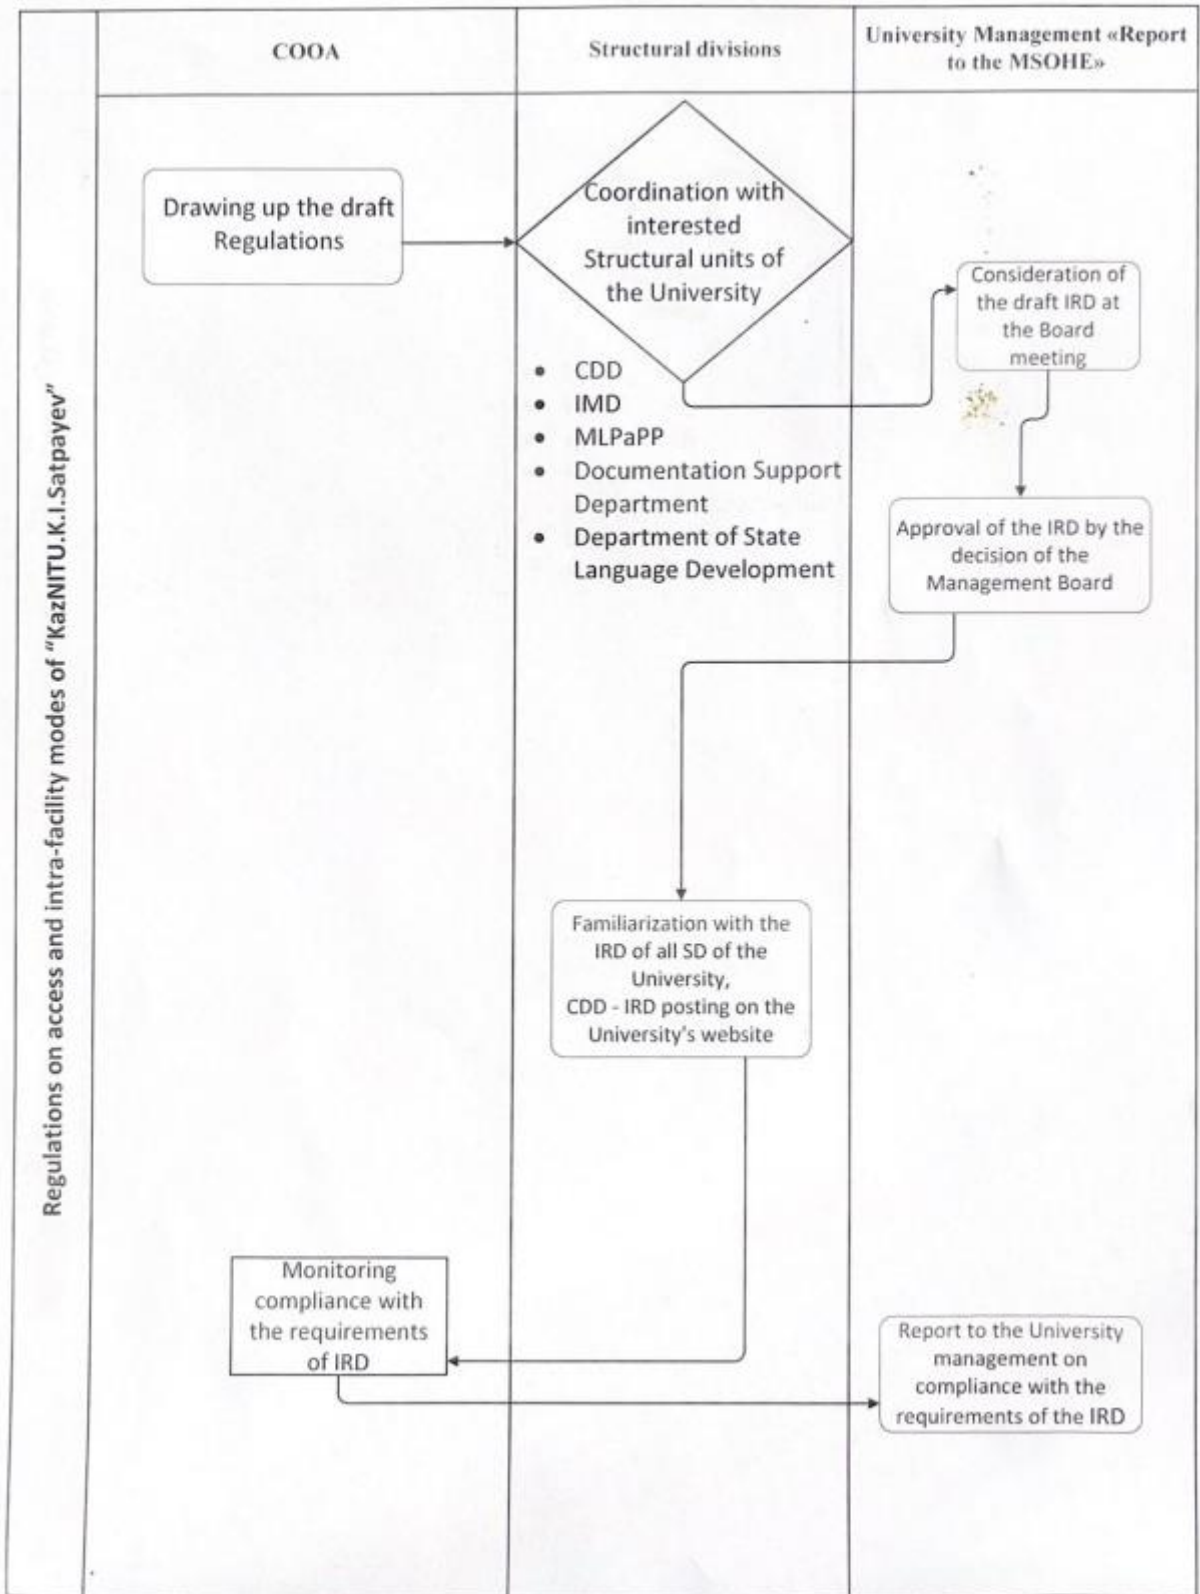 Regulations on access and intra-facility modes of “KazNITU.K.I.Satpayev”
COOA
Structural divisions
University Management «Report
to the MSOHE»
Drawing up the draft
Regulations
Coordination with
interested
Structural units of
the University
Consideration of
the draft IRD at
the Board
meeting
• CDD
• IMD
• MLPaPP
• Documentation Support
Department
• Department of State
Language Development
Approval of the IRD by the
decision of the
Management Board
Familiarization with the
IRD of all SD of the
University,
CDD - IRD posting on the
University's website
Monitoring
compliance with
the requirements
of IRD
Report to the University
management on
compliance with the
requirements of the IRD